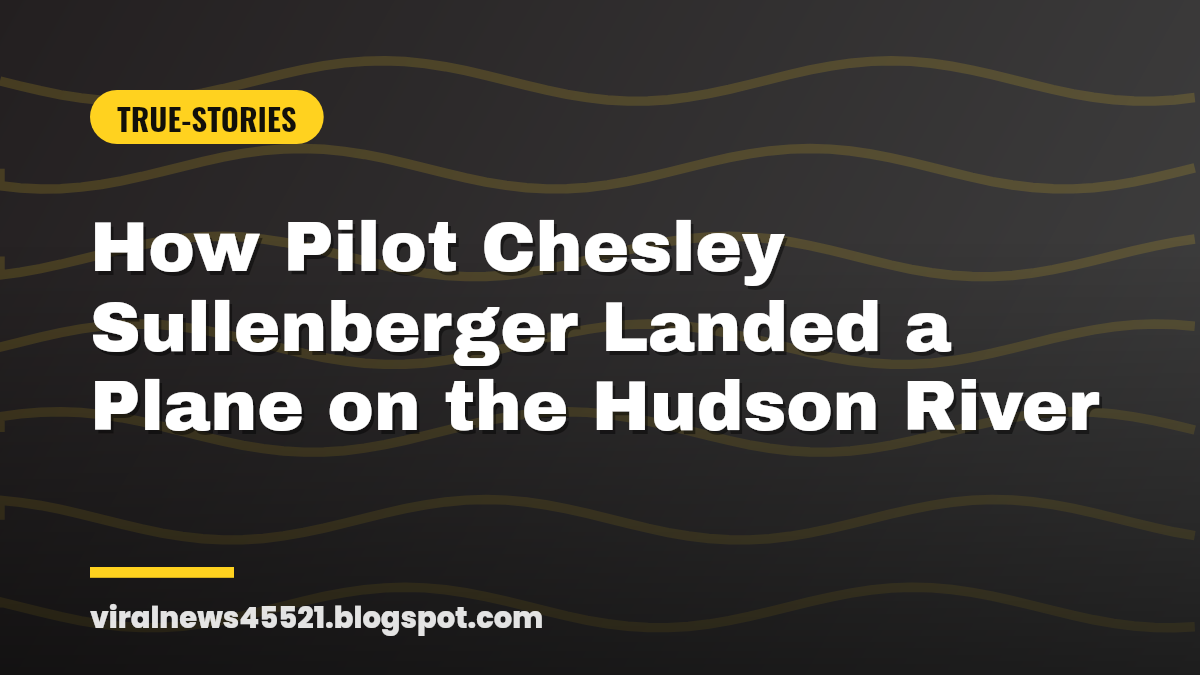 TRUE-STORIES
How Pilot Chesley
Sullenberger Landed a
Plane on the Hudson River
viralnews45521.blogspot.com